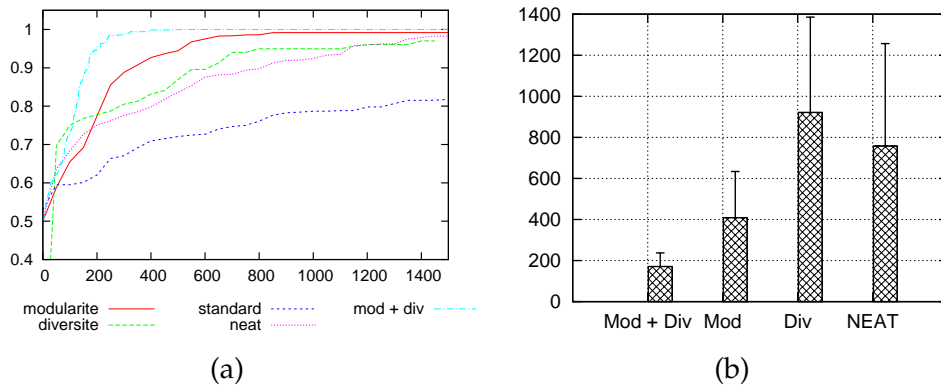 1
0.9
0.8
0.7
0.6
0.5
0.4
0 200 400 600 800 1000 1200 1400
modularite standard mod + div
diversite neat
(a)
1400
1200
1000
800
600
400
200
0
Mod + Div Mod Div NEAT
(b)